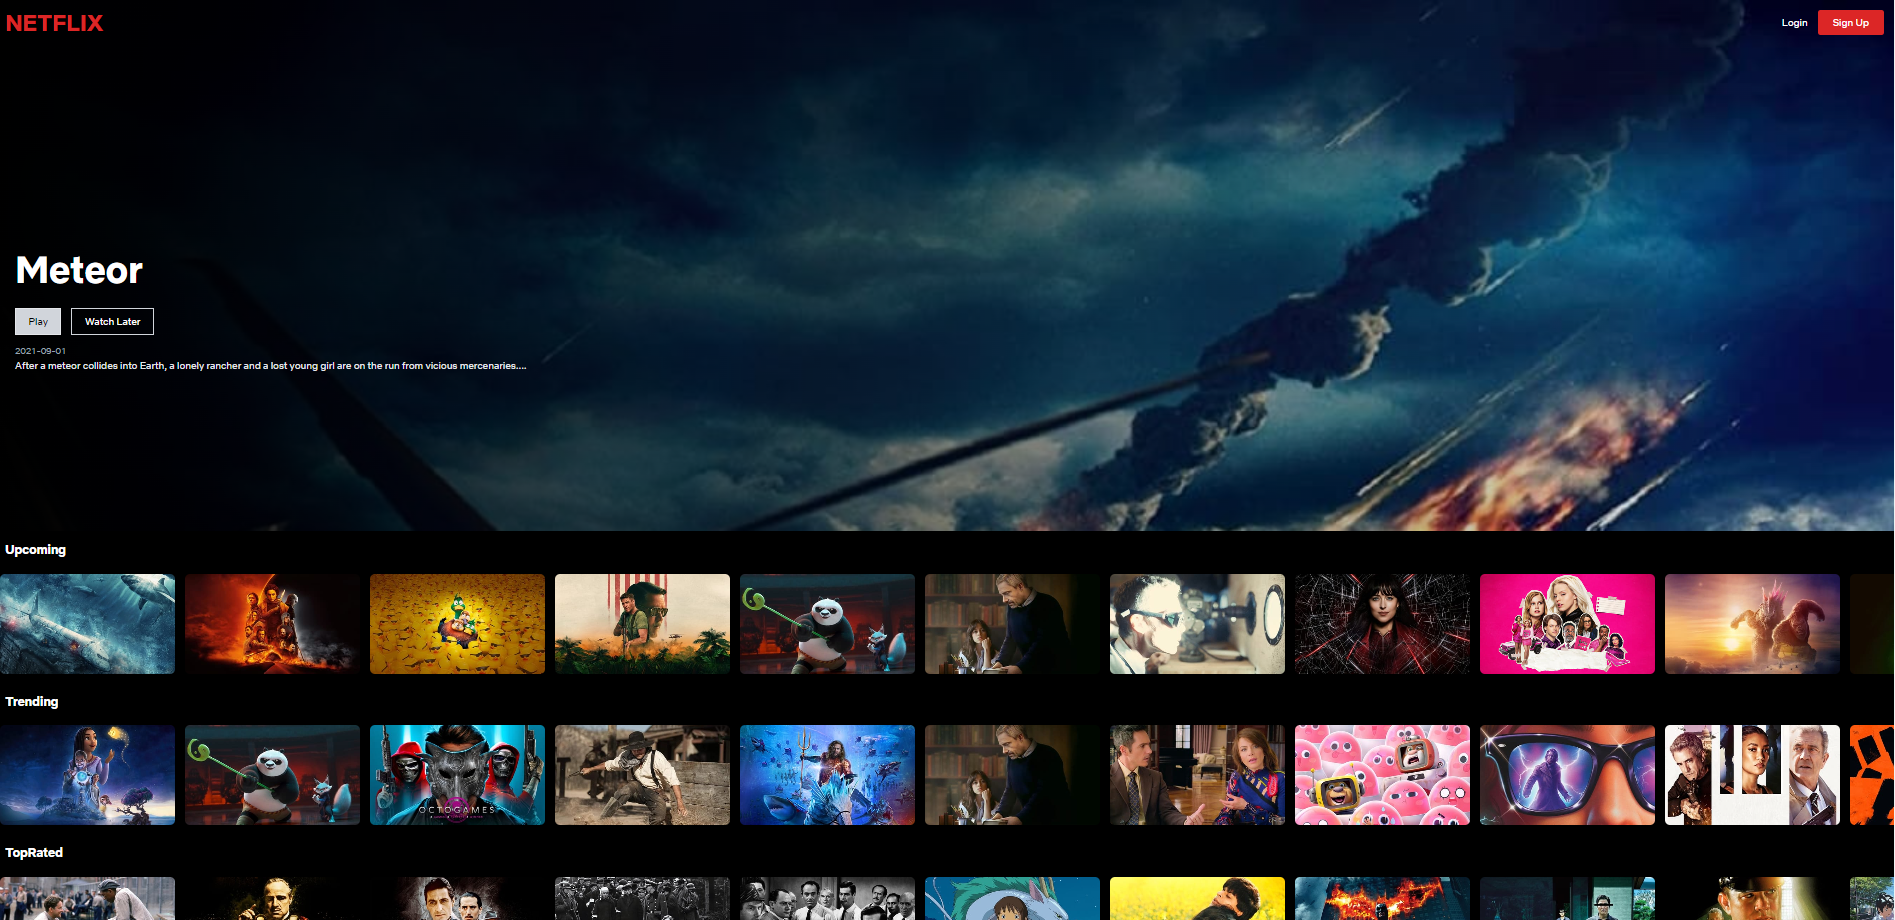 NETFLIX
Login
Sign Up
Meteor
Play
Watch Later
2021-09-01
After a meteor collides into Earth, a lonely rancher and a lost young girl are on the run from vicious mercenaries....
Upcoming
Trending
OCTOGAMES
TopRated